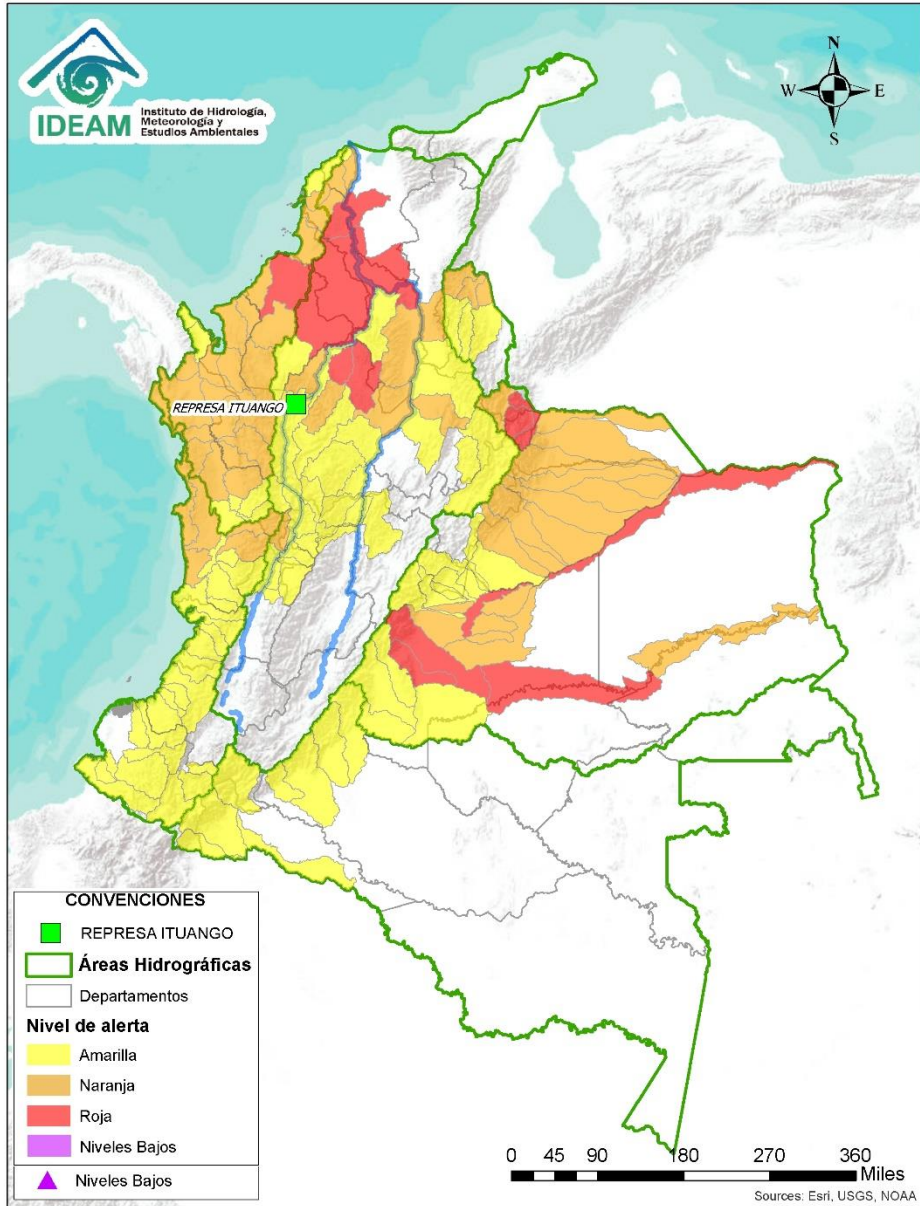 IDEAM
Instituto de Hidrología,
Meteorología y
Estudios Ambientales
N
W
E
S
REPRESA ITUANGO
CONVENCIONES
REPRESA ITUANGO
Áreas Hidrográficas
Departamentos
Nivel de alerta
Amarilla
Naranja
Roja
Niveles Bajos
Niveles Bajos
0 45 90 180 270 360
Miles
Sources: Esri, USGS, NOAA